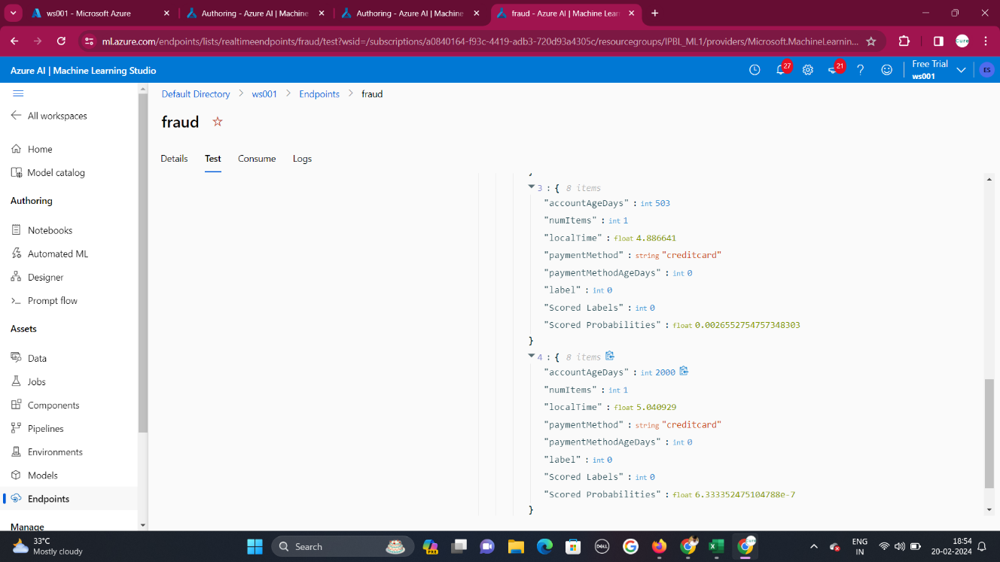 ws001 - Microsoft Azure
Authoring - Azure AI | Machine
Authoring - Azure AI | Machine
fraud - Azure AI | Machine Lear
ml.azure.com/endpoints/lists/realtimeendpoints/fraud/test?wsid=/subscriptions/a0840164-f93c-4419-adb3-720d93a4305c/resourcegroups/IPBL_ML1/providers/Microsoft.MachineLearnin...
Azure AI | Machine Learning Studio
27
21
Free Trial
ws001
ES
All workspaces
Home
Model catalog
Authoring
Notebooks
Automated ML
Designer
Prompt flow
Assets
Data
Jobs
Components
Pipelines
Environments
Models
Endpoints
Manage
Default Directory > ws001 > Endpoints > fraud
fraud
Details Test Consume Logs
}
3 : { 8 items
"accountAgeDays" : int 503
"numItems" : int 1
"localTime" : float 4.886641
"paymentMethod" : string "creditcard"
"paymentMethodAgeDays" : int 0
"label" : int 0
"Scored Labels" : int 0
"Scored Probabilities" : float 0.0026552754757348303
}
4 : { 8 items
"accountAgeDays" : int 2000
"numItems" : int 1
"localTime" : float 5.040929
"paymentMethod" : string "creditcard"
"paymentMethodAgeDays" : int 0
"label" : int 0
"Scored Labels" : int 0
"Scored Probabilities" : float 6.333352475104788e-7
}
33°C
Mostly cloudy
Search
PRE
DELL
ENG
IN
18:54
20-02-2024